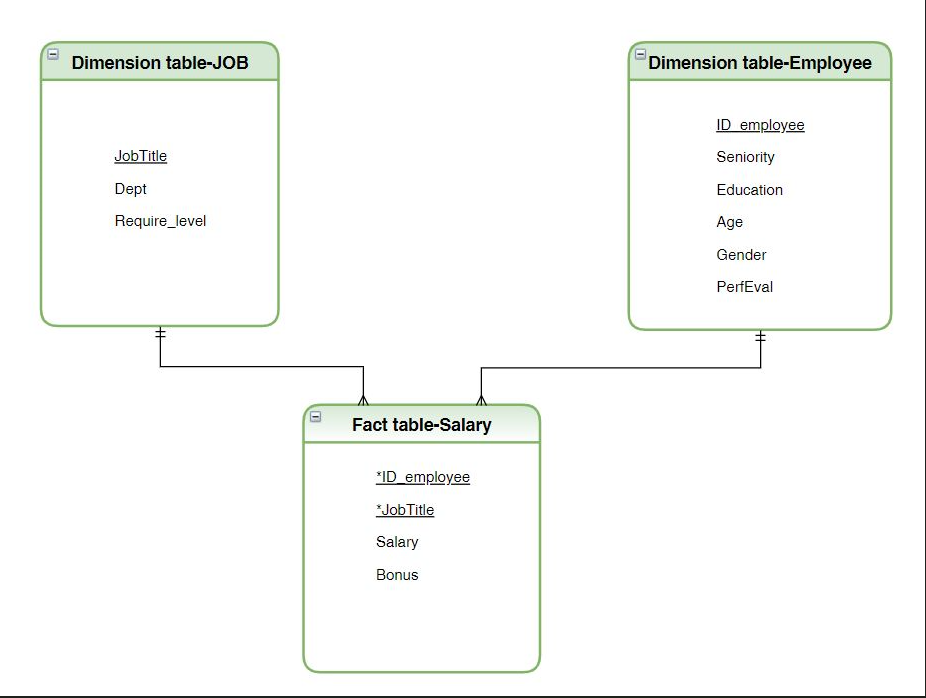 Dimension table-JOB
JobTitle
Dept
Require_level
Dimension table-Employee
ID_employee
Seniority
Education
Age
Gender
PerfEval
Fact table-Salary
*ID_employee
*JobTitle
Salary
Bonus